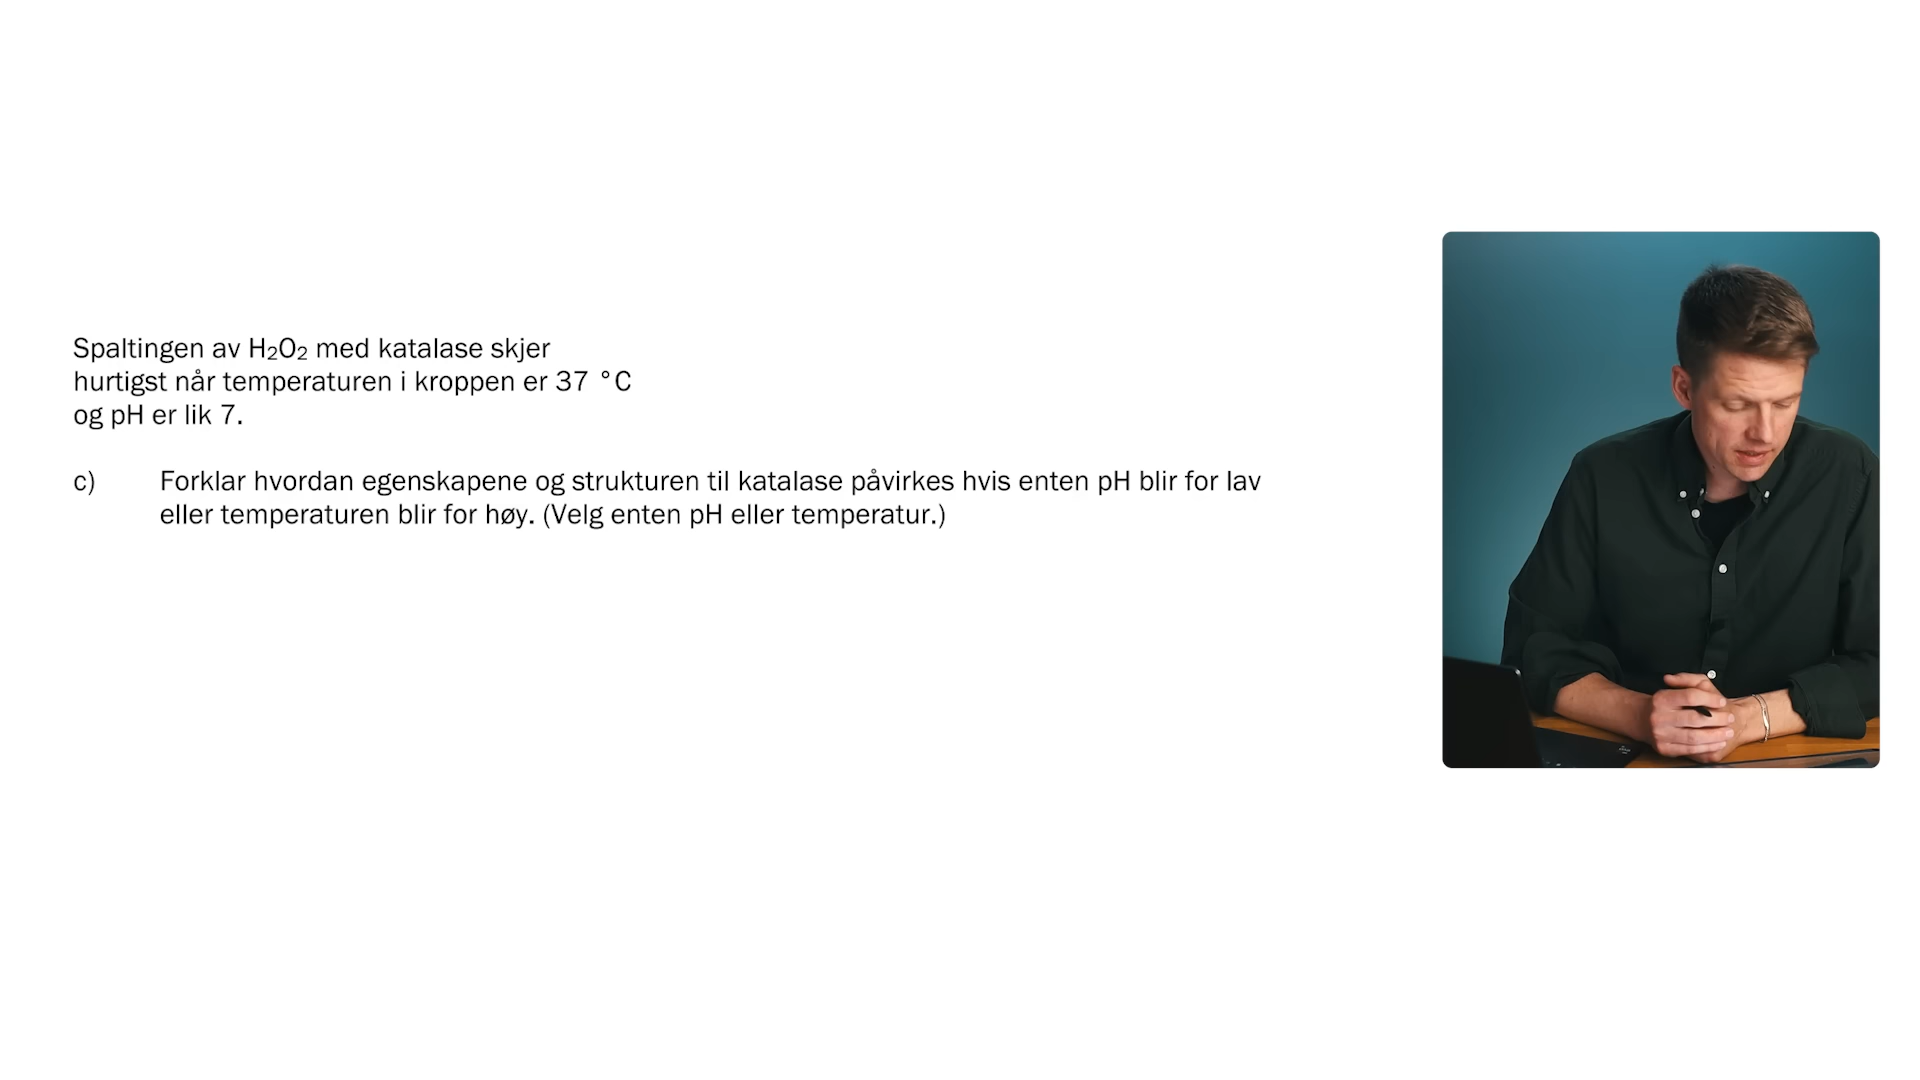 Spaltingen av H₂O₂ med katalase skjer
hurtigst når temperaturen i kroppen er 37 °C
og pH er lik 7.
c) Forklar hvordan egenskapene og strukturen til katalase påvirkes hvis enten pH blir for lav
eller temperaturen blir for høy. (Velg enten pH eller temperatur.)